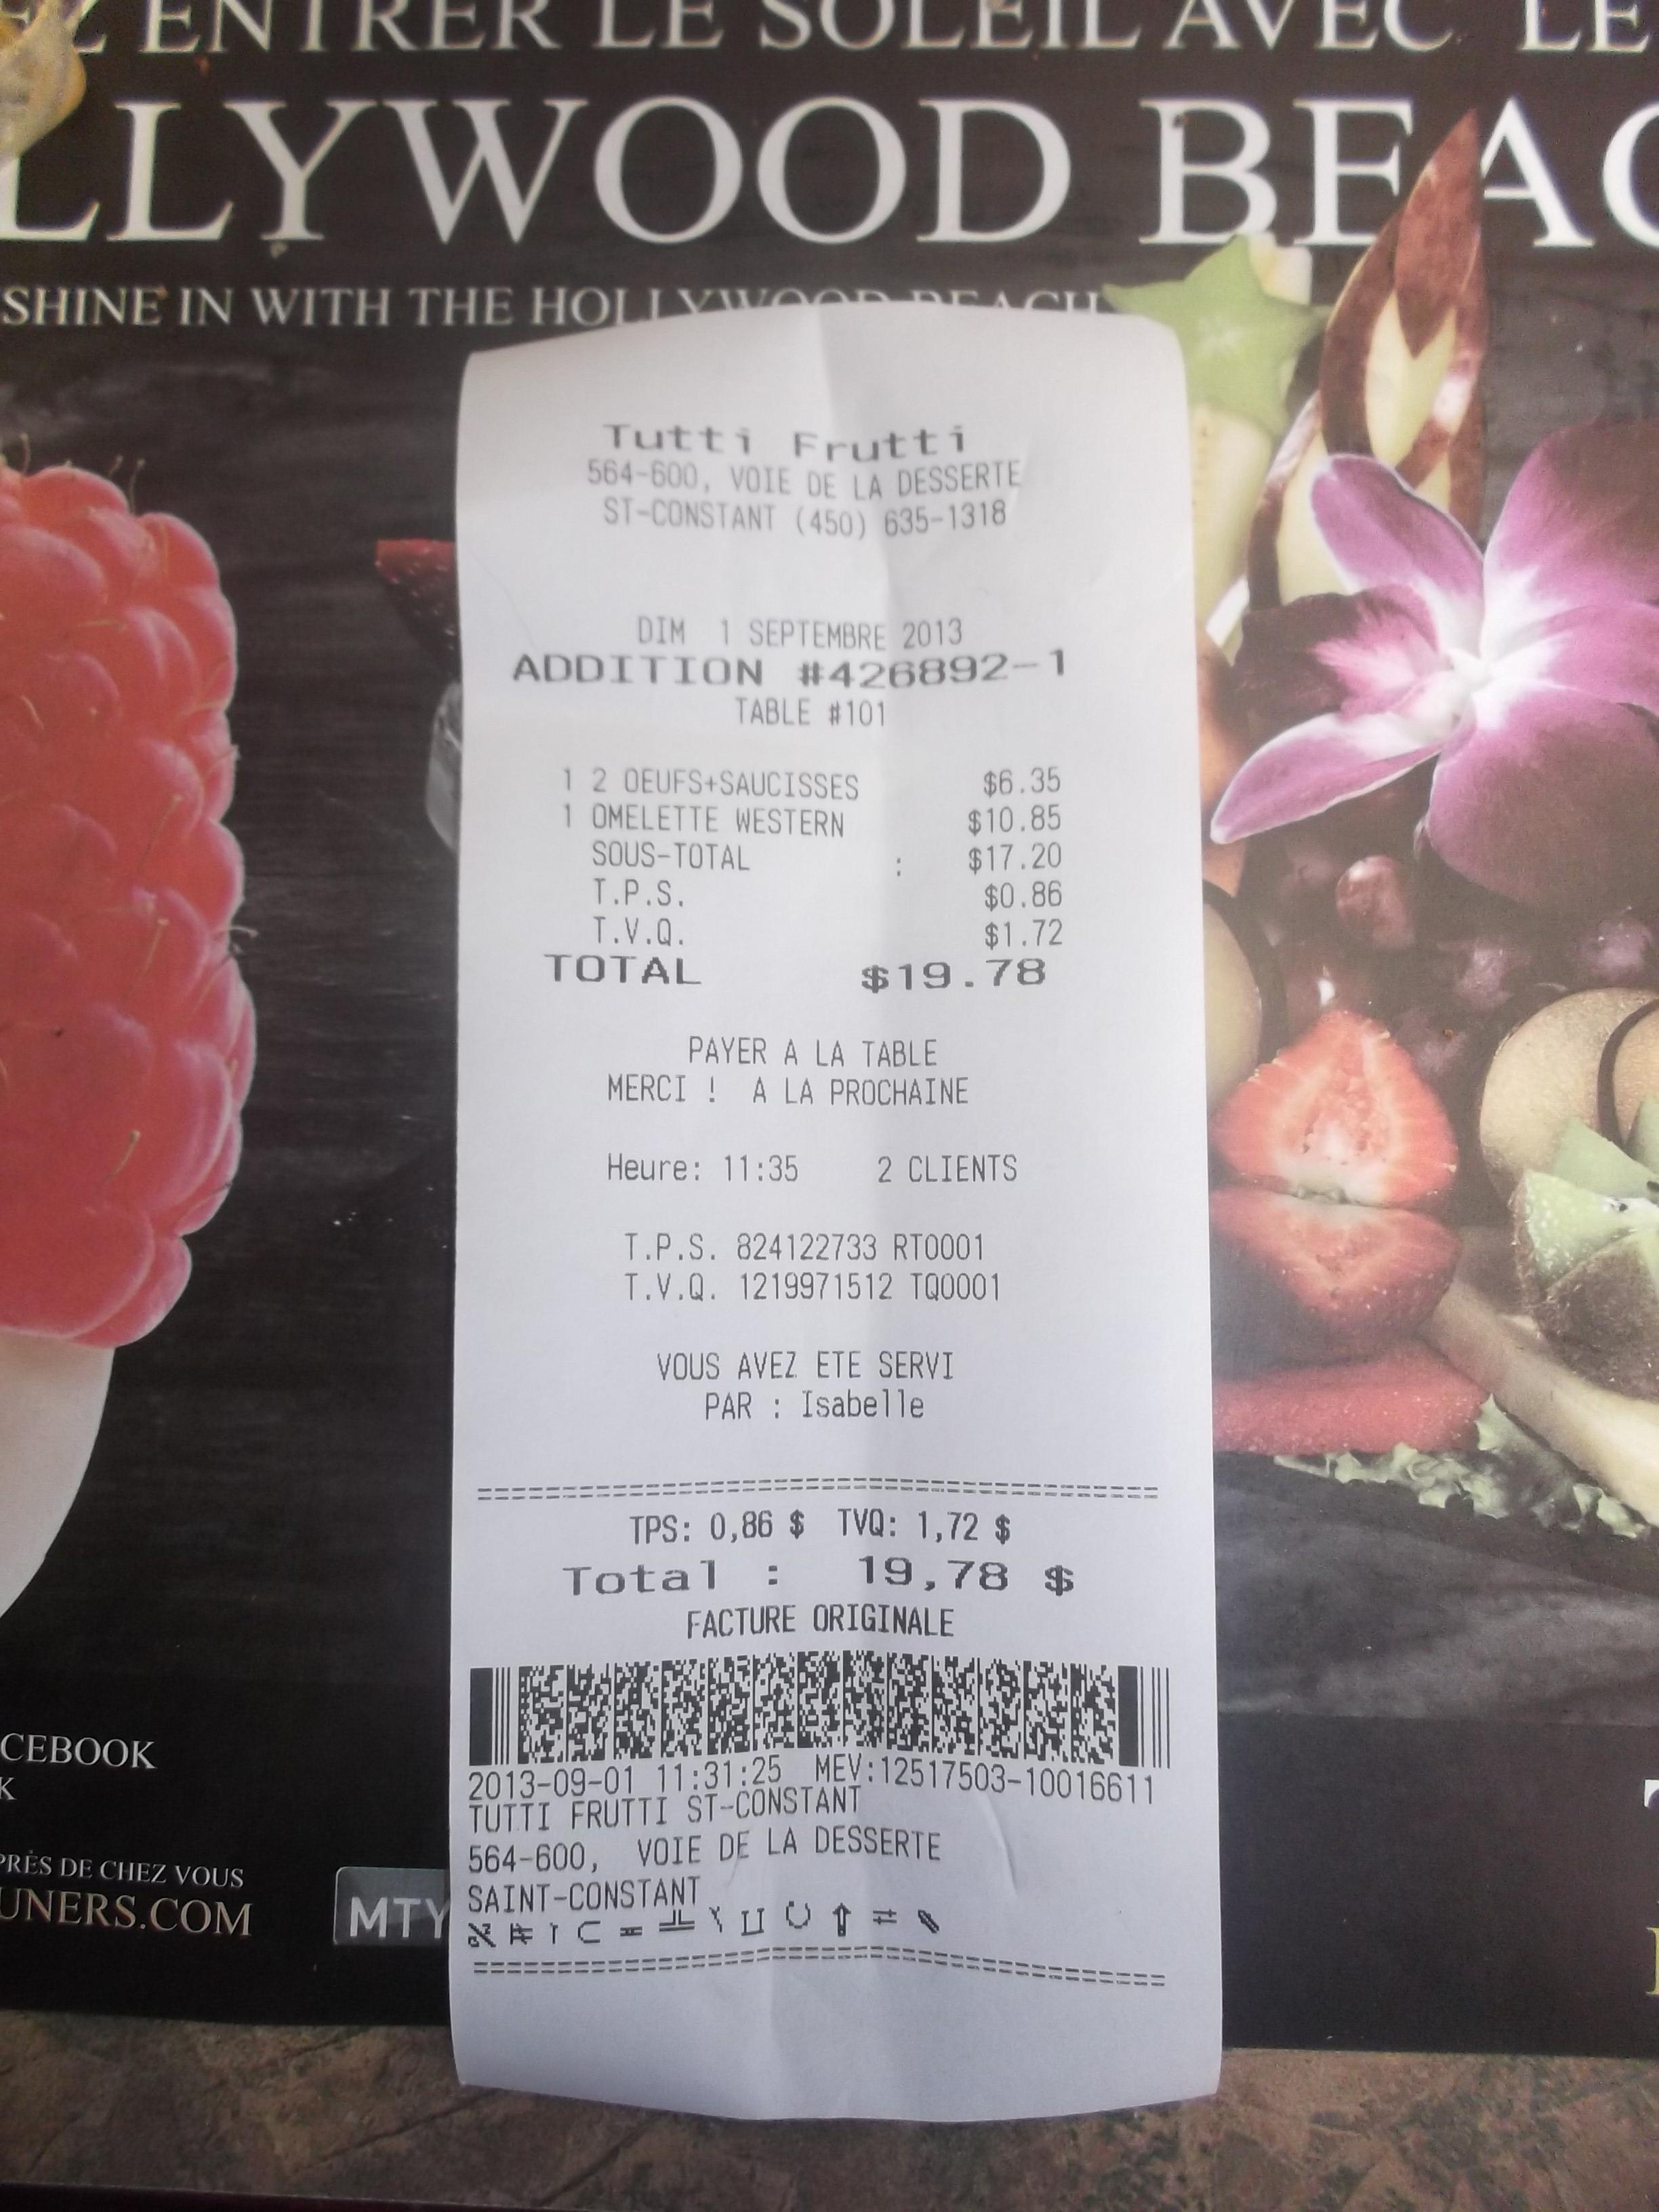 Z ENTRER LE SOLEIL AVEC LE
LLYWOOD BEAC
SHINE IN WITH THE HOLLYWOOD BEACH
Tutti Frutti
564-600, VOIE DE LA DESSERTE
ST-CONSTANT (450) 635-1318
DIM 1 SEPTEMBRE 2013
ADDITION #426892-1
TABLE #101
1 2 OEUFS+SAUCISSES $6.35
1 OMELETTE WESTERN $10.85
SOUS-TOTAL : $17.20
T.P.S. $0.86
T.V.Q. $1.72
TOTAL $19.78
PAYER A LA TABLE
MERCI ! A LA PROCHAINE
Heure: 11:35 2 CLIENTS
T.P.S. 824122733 RT0001
T.V.Q. 1219971512 TQ0001
VOUS AVEZ ETE SERVI
PAR : Isabelle
TPS: 0,86 $ TVQ: 1,72 $
Total : 19,78 $
FACTURE ORIGINALE
2013-09-01 11:31:25 MEV:12517503-10016611
TUTTI FRUTTI ST-CONSTANT
564-600, VOIE DE LA DESSERTE
SAINT-CONSTANT
CEBOOK
K
PRÈS DE CHEZ VOUS
UNERS.COM
MTY